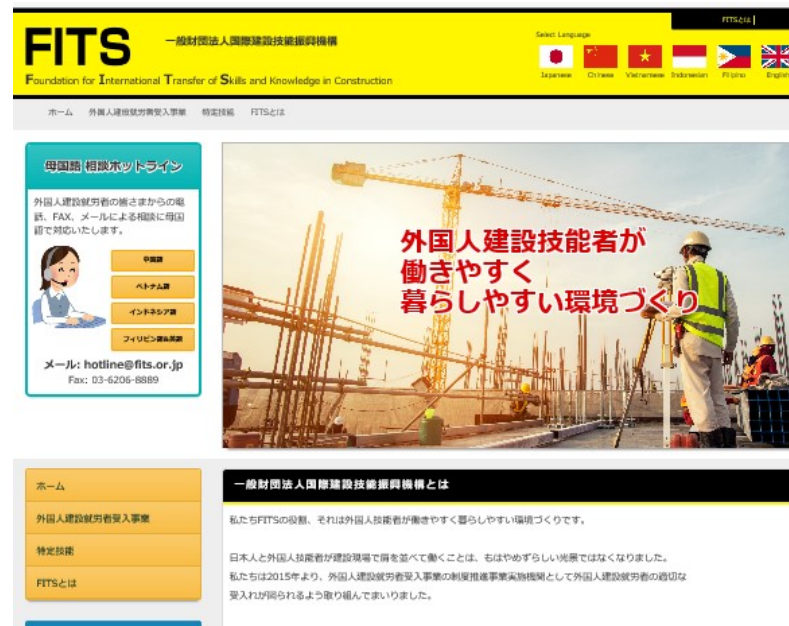 FITSとは
FITS
一般財団法人国際建設技能振興機構
Foundation for International Transfer of Skills and Knowledge in Construction
Select Language
Japanese Chinese Vietnamese Indonesian Filipino English
ホーム 外国人建設就労者受入事業 特定技能 FITSとは
母国語 相談ホットライン
外国人建設就労者の皆さまからの電
話、FAX、メールによる相談に母国
語で対応いたします。
中国語
ベトナム語
インドネシア語
フィリピン語&英語
メール: hotline@fits.or.jp
Fax: 03-6206-8889
外国人建設技能者が
働きやすく
暮らしやすい環境づくり
ホーム
外国人建設就労者受入事業
特定技能
FITSとは
一般財団法人国際建設技能振興機構とは
私たちFITSの役割、それは外国人技能者が働きやすく暮らしやすい環境づくりです。
日本人と外国人技能者が建設現場で肩を並べて働くことは、もはやめずらしい光景ではなくなりました。
私たちは2015年より、外国人建設就労者受入事業の制度推進事業実施機関として外国人建設就労者の適切な
受入れが図られるよう取り組んでまいりました。